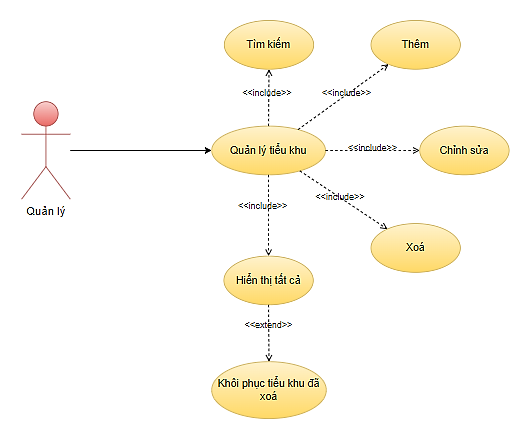 Tìm kiếm
Thêm
<<include>>
<<include>>
Quản lý tiểu khu
<<include>>
Chỉnh sửa
Quản lý
<<include>>
<<include>>
Xoá
Hiển thị tất cả
<<extend>>
Khôi phục tiểu khu đã
xoá